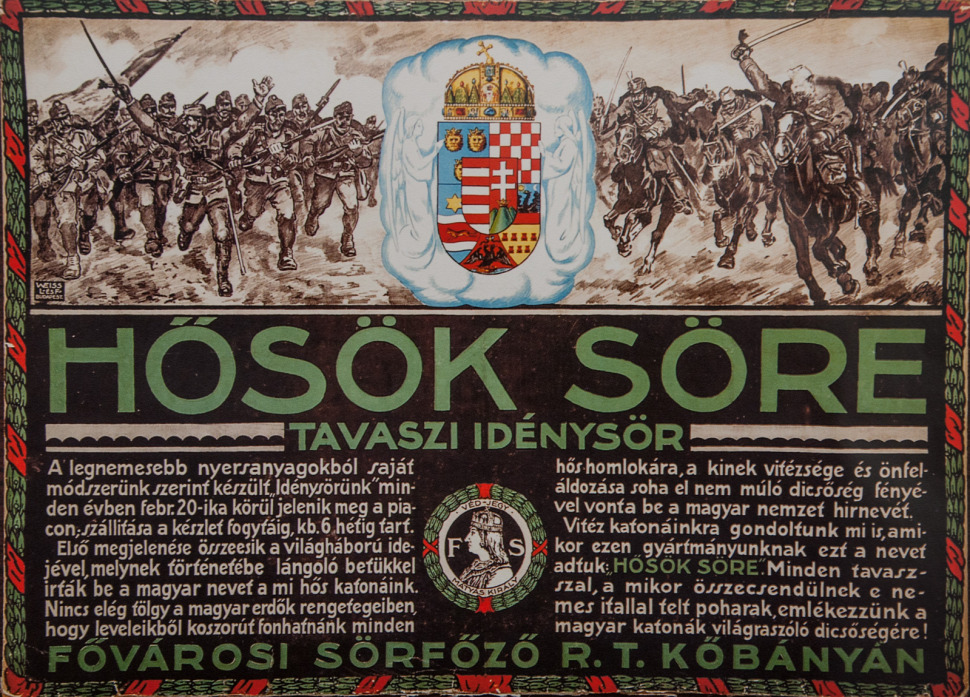 WEISS
L. ÉS F.
BUDAPEST
HŐSÖK SÖRE
TAVASZI IDÉNYSÖR
A legnemesebb nyersanyagokból saját
módszerünk szerint készült „Idénysörünk” min-
den évben febr. 20-ika körül jelenik meg a pia-
con; szállítása a készlet fogytáig, kb. 6 hétig tart.
Első megjelenése összeesik a világháború ide-
jével, melynek történetébe lángoló betűkkel
írták be a magyar nevet a mi hős katonáink.
Nincs elég tölgy a magyar erdők rengetegeiben,
hogy leveleikből koszorút fonhatnánk minden
VÉD-JEGY
F S
MÁTYÁS KIRÁLY
hős homlokára, a kinek vitézsége és önfel-
áldozása soha el nem múló dicsőség fényé-
vel vonta be a magyar nemzet hirnevét.
Vitéz katonáinkra gondoltunk mi is, ami-
kor ezen gyártmányunknak ezt a nevet
adtuk: „HŐSÖK SÖRE”. Minden tavasz-
szal, a mikor összecsendülnek e ne-
mes itallal telt poharak, emlékezzünk a
magyar katonák világraszóló dicsőségére!
FŐVÁROSI SÖRFŐZŐ R. T. KŐBÁNYÁN